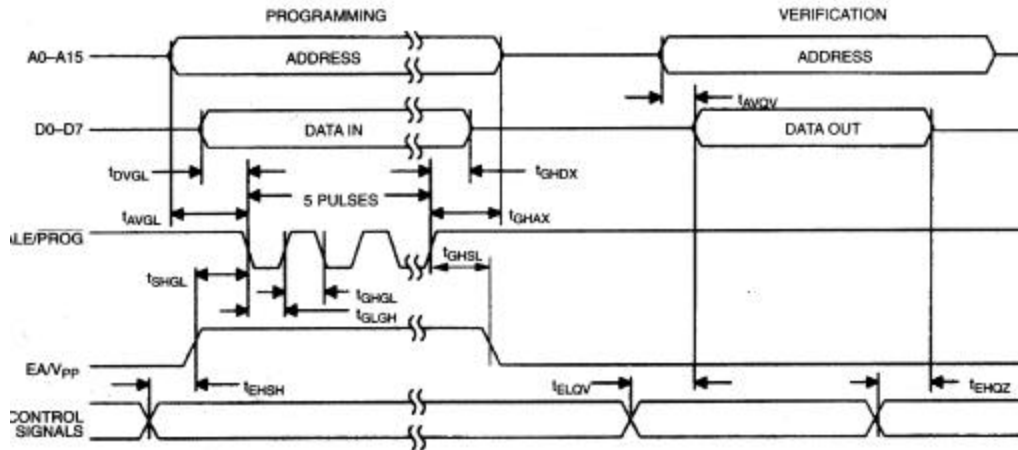 PROGRAMMING
VERIFICATION
A0–A15
ADDRESS
ADDRESS
tAVQV
D0–D7
DATA IN
DATA OUT
tDVGL
tGHDX
5 PULSES
tAVGL
tGHAX
ALE/PROG
tGHSL
tSHGL
tGHGL
tGLGH
EA/VPP
tEHSH
tELQV
tEHQZ
CONTROL
SIGNALS